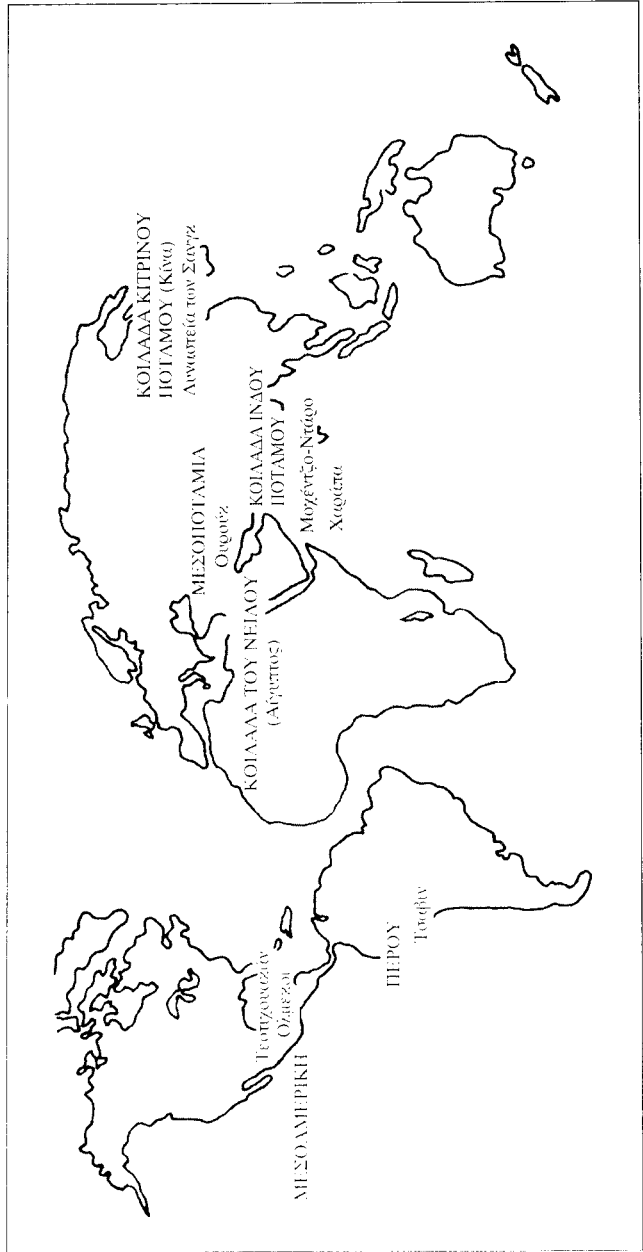 ΚΟΙΛΑΔΑ ΚΙΤΡΙΝΟΥ
ΠΟΤΑΜΟΥ (Κίνα)
Δυναστεία των Σανγκ
ΜΕΣΟΠΟΤΑΜΙΑ
Ουρούκ
ΚΟΙΛΑΔΑ ΙΝΔΟΥ
ΠΟΤΑΜΟΥ
Μοχέντζο-Ντάρο
Χαράπα
ΚΟΙΛΑΔΑ ΤΟΥ ΝΕΙΛΟΥ
(Αίγυπτος)
Τεοτιχουακάν
Ολμέκοι
ΜΕΣΟΑΜΕΡΙΚΗ
ΠΕΡΟΥ
Τσαβίν